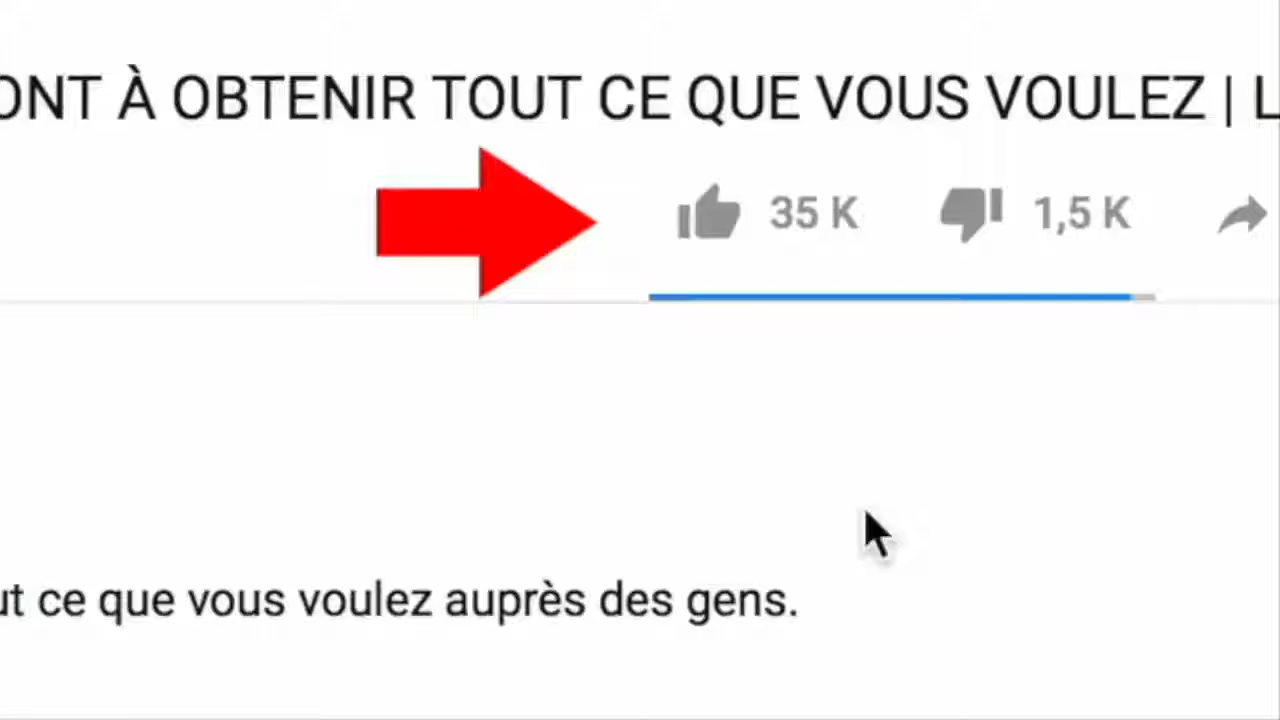 ONT À OBTENIR TOUT CE QUE VOUS VOULEZ | L
35 K 1,5 K
ut ce que vous voulez auprès des gens.